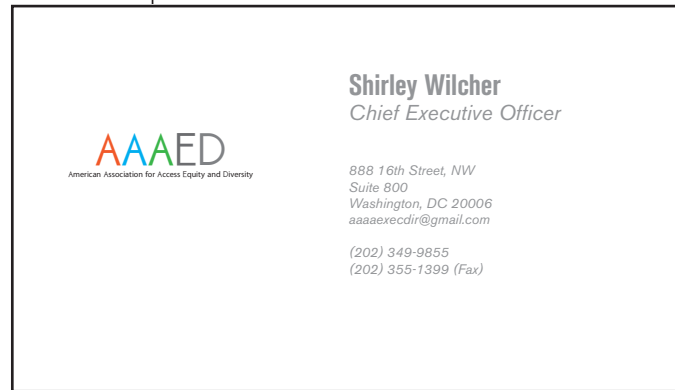 AAAED
American Association for Access Equity and Diversity
Shirley Wilcher
Chief Executive Officer
888 16th Street, NW
Suite 800
Washington, DC 20006
aaaaexecdir@gmail.com
(202) 349-9855
(202) 355-1399 (Fax)